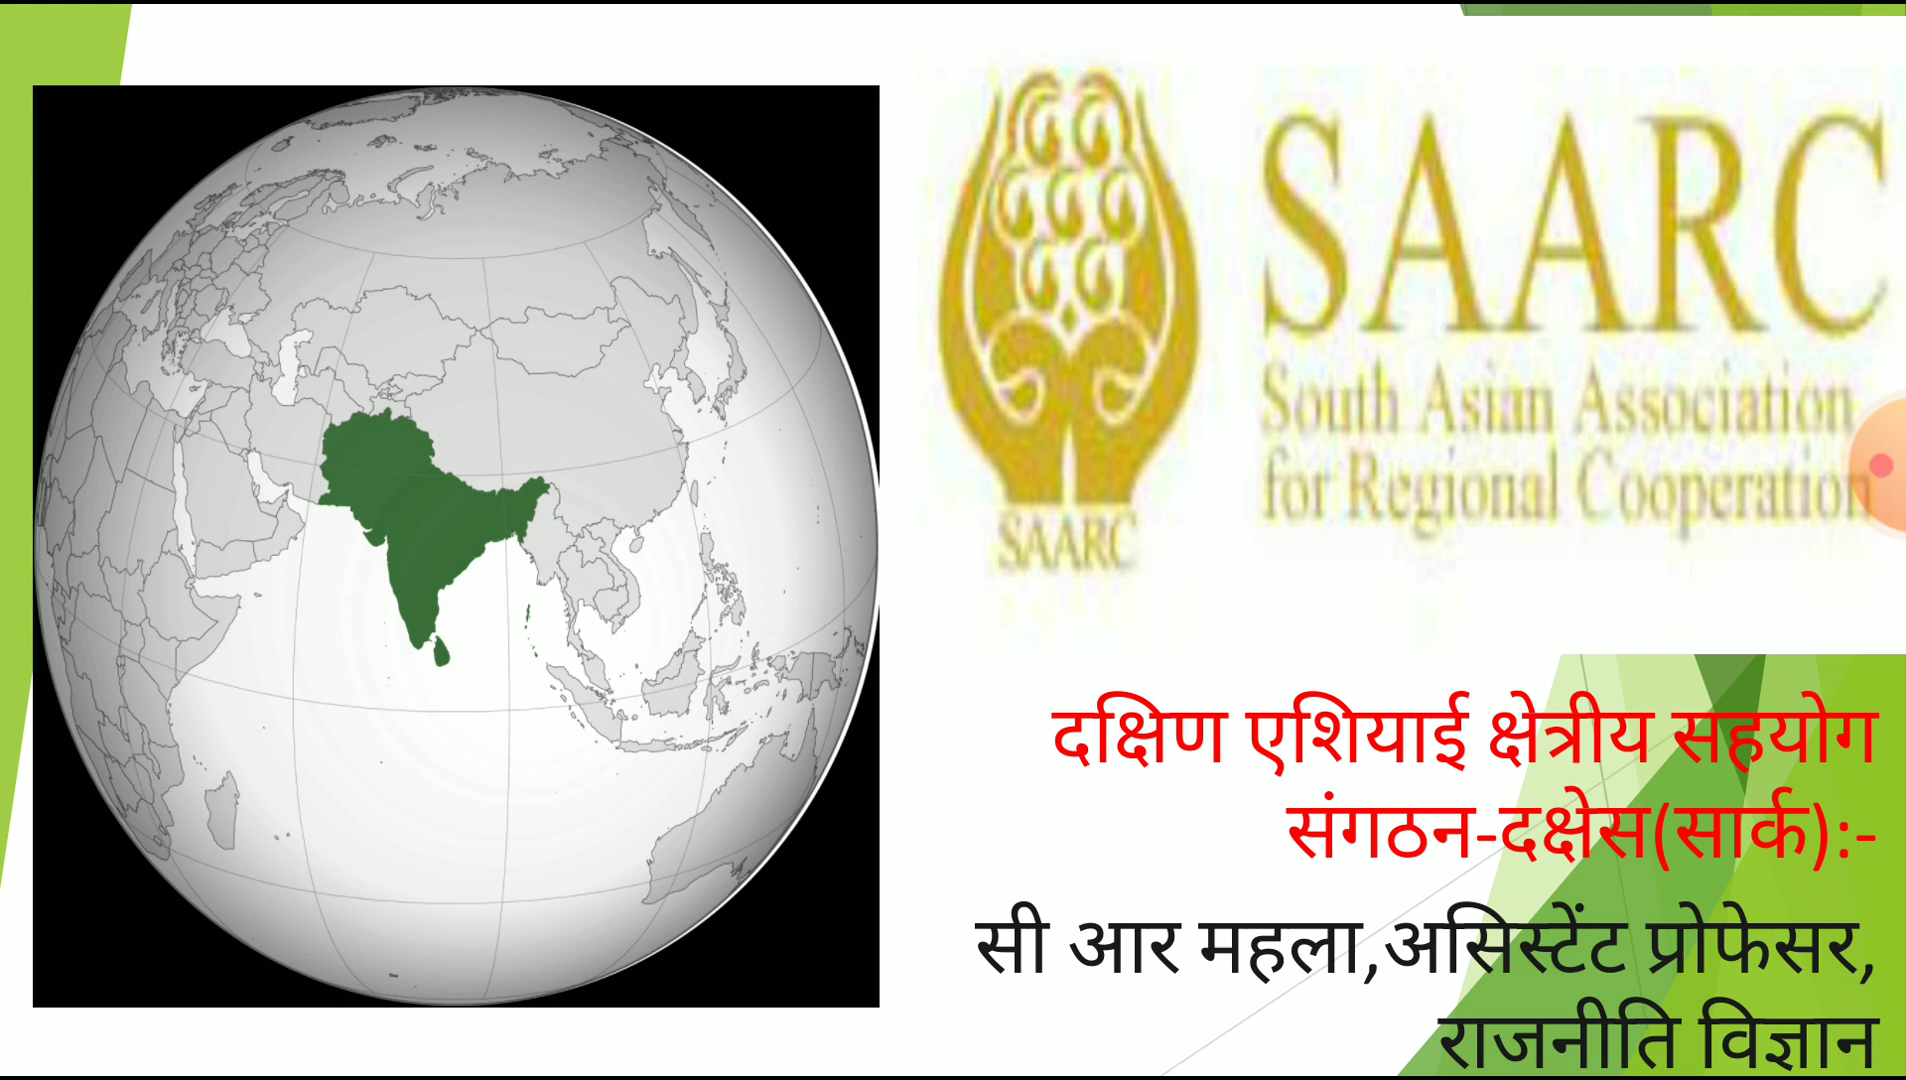 SAARC
South Asian Association
for Regional Cooperation
SAARC
दक्षिण एशियाई क्षेत्रीय सहयोग
संगठन-दक्षेस(सार्क):-
सी आर महला,असिस्टेंट प्रोफेसर,
राजनीति विज्ञान